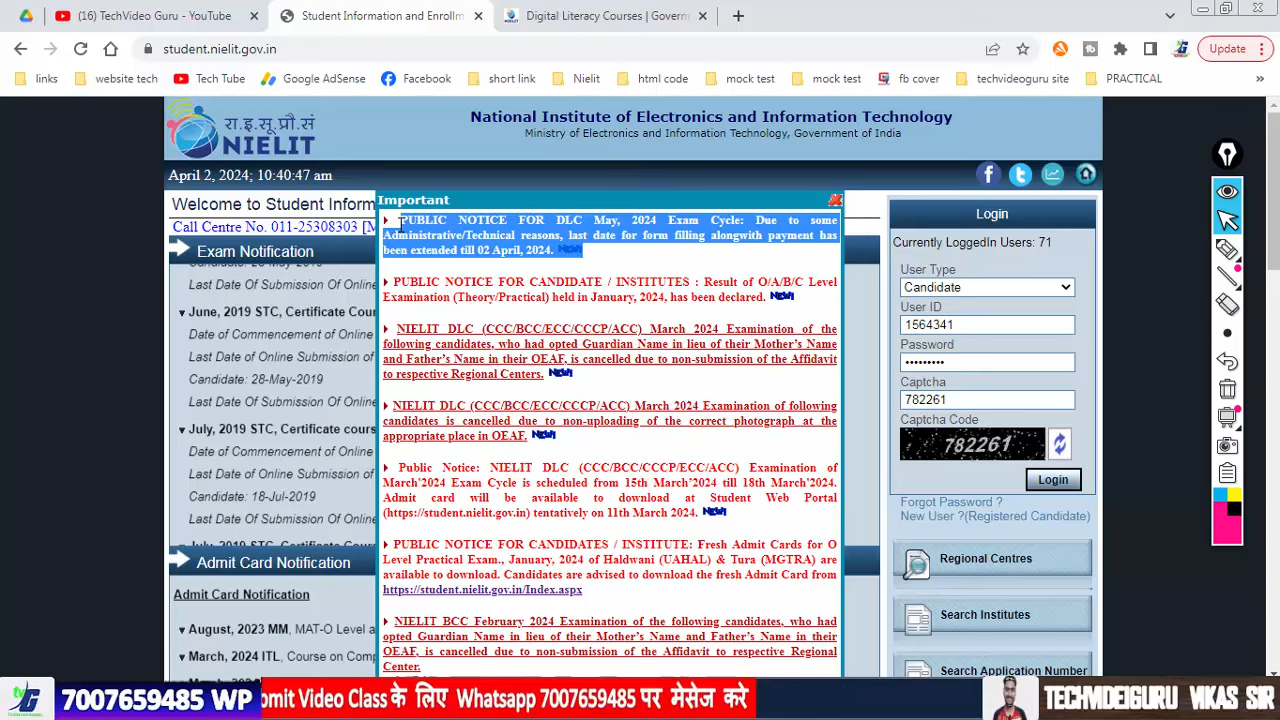 (16) TechVideo Guru - YouTube
Student Information and Enrollm
Digital Literacy Courses | Govern
student.nielit.gov.in
Update
links
website tech
Tech Tube
Google AdSense
Facebook
short link
Nielit
html code
mock test
mock test
fb cover
techvideoguru site
PRACTICAL
रा.इ.सू.प्रौ.सं
NIELIT
National Institute of Electronics and Information Technology
Ministry of Electronics and Information Technology, Government of India
April 2, 2024; 10:40:47 am
Welcome to Student Inform
Call Centre No. 011-25308303 [M
Exam Notification
Last Date Of Online Submission Of
June, 2019 STC, Certificate Cour
Date of Commencement of Online
Last Date of Online Submission of
Candidate: 28-May-2019
Last Date Of Online Submission Of
July, 2019 STC, Certificate cours
Date of Commencement of Online
Last Date of Online Submission of
Candidate: 18-Jul-2019
Last Date Of Online Submission Of
Admit Card Notification
Admit Card Notification
August, 2023 MM, MAT-O Level a
March, 2024 ITL, Course on Comp
Important
PUBLIC NOTICE FOR DLC May, 2024 Exam Cycle: Due to some
Administrative/Technical reasons, last date for form filling alongwith payment has
been extended till 02 April, 2024. NEW!
PUBLIC NOTICE FOR CANDIDATE / INSTITUTES : Result of O/A/B/C Level
Examination (Theory/Practical) held in January, 2024, has been declared. NEW!
NIELIT DLC (CCC/BCC/ECC/CCCP/ACC) March 2024 Examination of the
following candidates, who had opted Guardian Name in lieu of their Mother’s Name
and Father’s Name in their OEAF, is cancelled due to non-submission of the Affidavit
to respective Regional Centers. NEW!
NIELIT DLC (CCC/BCC/ECC/CCCP/ACC) March 2024 Examination of following
candidates is cancelled due to non-uploading of the correct photograph at the
appropriate place in OEAF. NEW!
Public Notice: NIELIT DLC (CCC/BCC/CCCP/ECC/ACC) Examination of
March'2024 Exam Cycle is scheduled from 15th March’2024 till 18th March'2024.
Admit card will be available to download at Student Web Portal
(https://student.nielit.gov.in) tentatively on 11th March 2024. NEW!
PUBLIC NOTICE FOR CANDIDATES / INSTITUTE: Fresh Admit Cards for O
Level Practical Exam., January, 2024 of Haldwani (UAHAL) & Tura (MGTRA) are
available to download. Candidates are advised to download the fresh Admit Card from
https://student.nielit.gov.in/Index.aspx
NIELIT BCC February 2024 Examination of the following candidates, who had
opted Guardian Name in lieu of their Mother’s Name and Father’s Name in their
OEAF, is cancelled due to non-submission of the Affidavit to respective Regional
Center.
Login
Currently LoggedIn Users: 71
User Type
Candidate
User ID
1564341
Password
•••••••••
Captcha
782261
Captcha Code
782261
Login
Forgot Password ?
New User ?(Registered Candidate)
Regional Centres
Search Institutes
Search Application Number
7007659485 WP
omit Video Class के लिए Whatsapp 7007659485 पर मेसेज करे
TECHVIDEIGURU VIKAS SIR